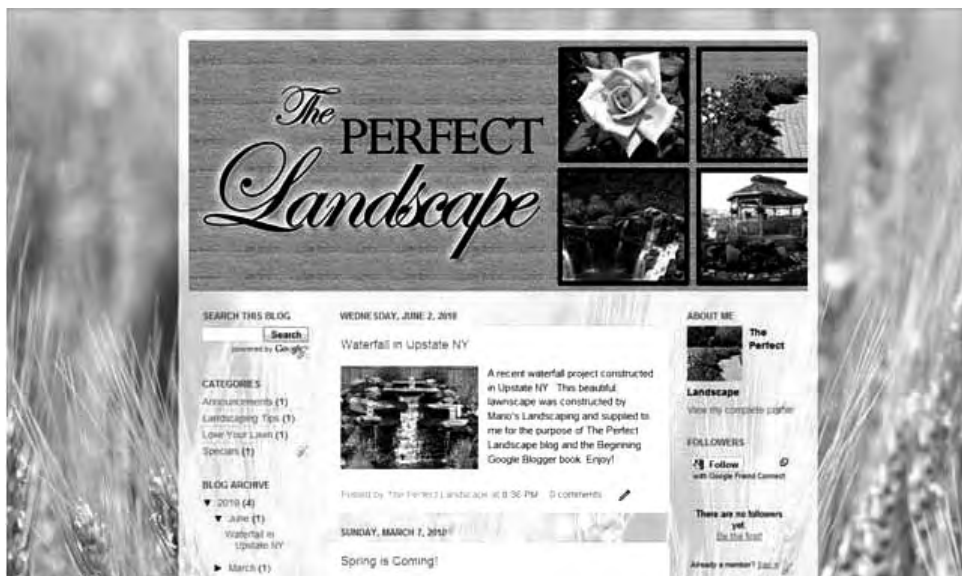 The
PERFECT
Landscape
SEARCH THIS BLOG
Search
powered by Google
CATEGORIES
Announcements (1)
Landscaping Tips (1)
Love Your Lawn (1)
Specials (1)
BLOG ARCHIVE
▼ 2010 (4)
▼ June (1)
Waterfall in
Upstate NY
► March (1)
WEDNESDAY, JUNE 2, 2010
Waterfall in Upstate NY
A recent waterfall project constructed
in Upstate NY This beautiful
lawnscape was constructed by
Mario's Landscaping and supplied to
me for the purpose of The Perfect
Landscape blog and the Beginning
Google Blogger book. Enjoy!
Posted by The Perfect Landscape at 8:36 PM 0 comments
SUNDAY, MARCH 7, 2010
Spring is Coming!
ABOUT ME
The
Perfect
Landscape
View my complete profile
FOLLOWERS
Follow
with Google Friend Connect
There are no followers
yet.
Be the first!
Already a member?